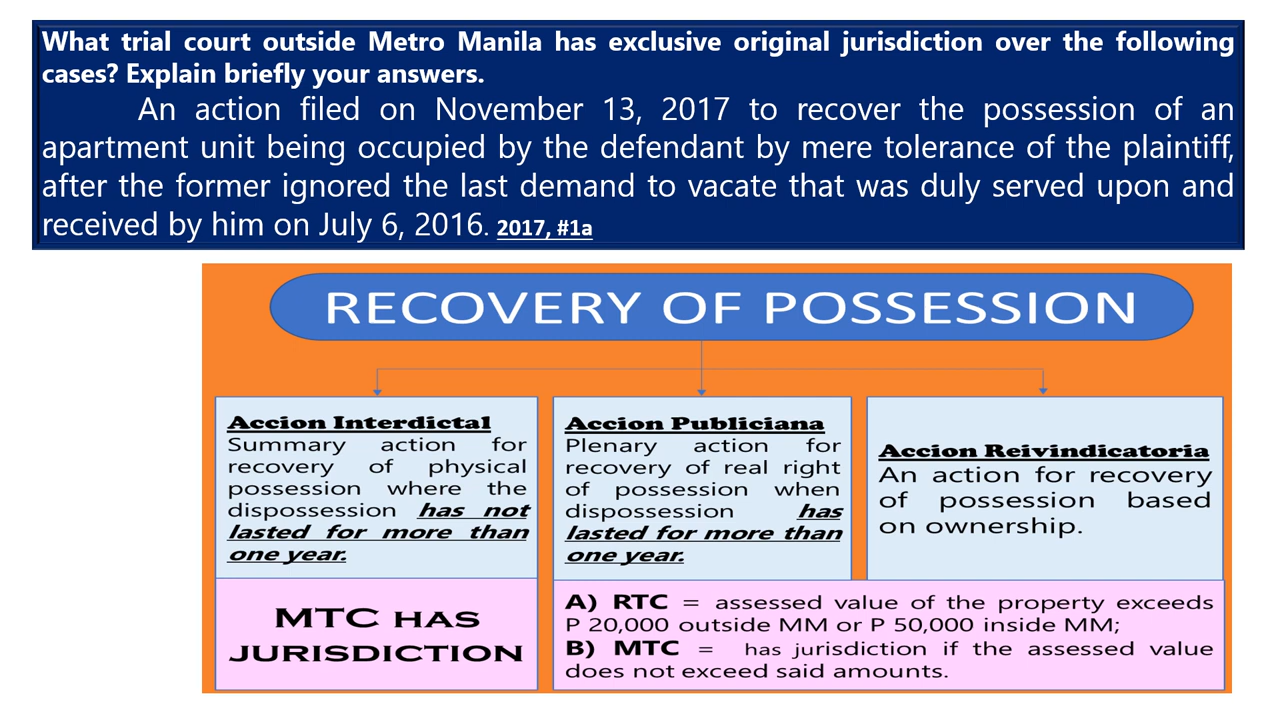 What trial court outside Metro Manila has exclusive original jurisdiction over the following
cases? Explain briefly your answers.
An action filed on November 13, 2017 to recover the possession of an
apartment unit being occupied by the defendant by mere tolerance of the plaintiff,
after the former ignored the last demand to vacate that was duly served upon and
received by him on July 6, 2016. 2017, #1a
RECOVERY OF POSSESSION
Accion Interdictal
Summary action for
recovery of physical
possession where the
dispossession has not
lasted for more than
one year.
MTC HAS
JURISDICTION
Accion Publiciana
Plenary action for
recovery of real right
of possession when
dispossession has
lasted for more than
one year.
Accion Reivindicatoria
An action for recovery
of possession based
on ownership.
A) RTC = assessed value of the property exceeds
P 20,000 outside MM or P 50,000 inside MM;
B) MTC = has jurisdiction if the assessed value
does not exceed said amounts.